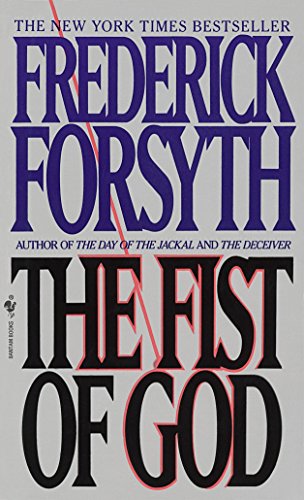 THE NEW YORK TIMES BESTSELLER
FREDERICK
FORSYTH
AUTHOR OF THE DAY OF THE JACKAL AND THE DECEIVER
THE FIST
OF GOD
BANTAM BOOKS
®